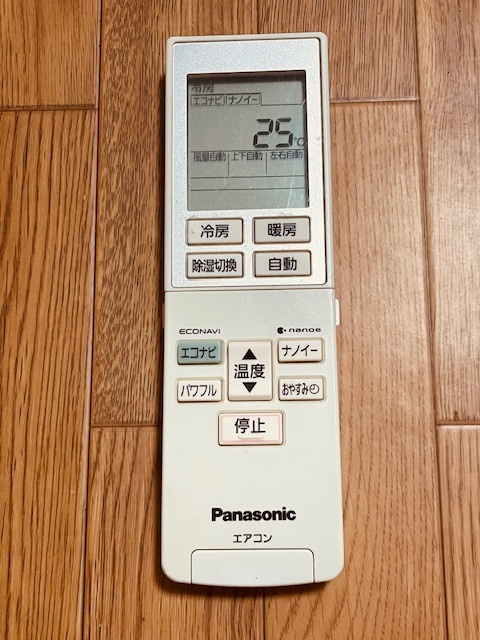 冷房
エコナビ ナノイー
25℃
風量自動 上下自動 左右自動
冷房 暖房
除湿切換 自動
ECONAVI nanoe
エコナビ ▲ ナノイー
温度
パワフル ▼ おやすみ
停止
Panasonic
エアコン